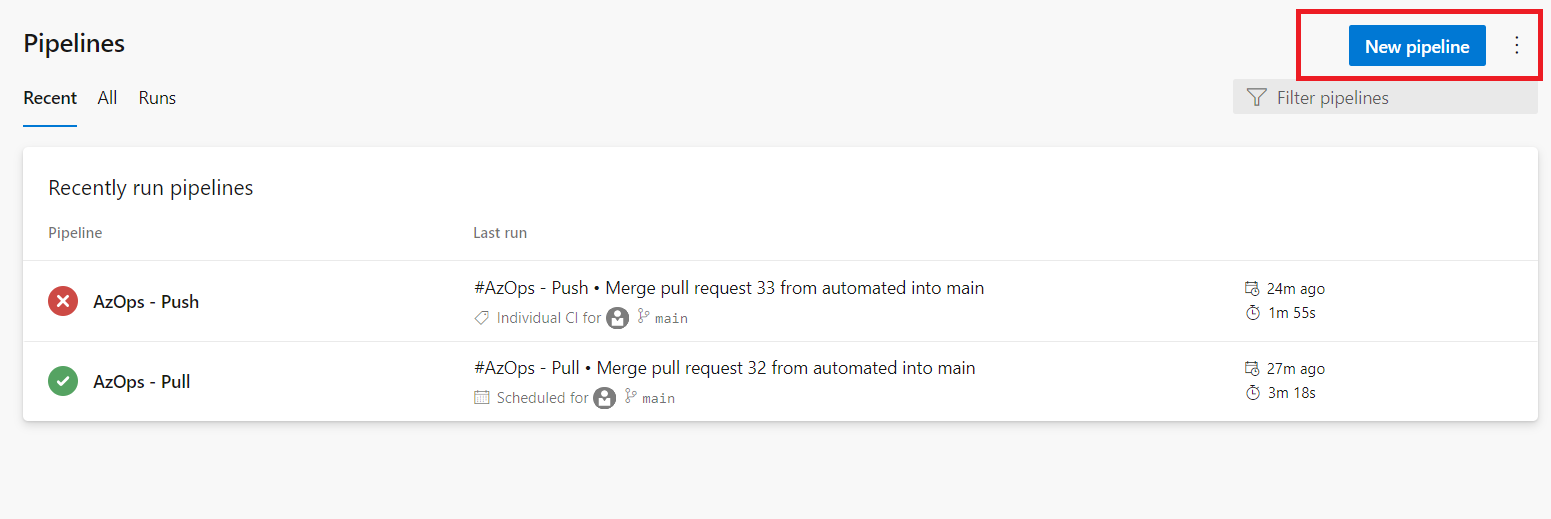 Pipelines
New pipeline
Recent All Runs
Filter pipelines
Recently run pipelines
Pipeline Last run
AzOps - Push
#AzOps - Push • Merge pull request 33 from automated into main
Individual CI for main
24m ago
1m 55s
AzOps - Pull
#AzOps - Pull • Merge pull request 32 from automated into main
Scheduled for main
27m ago
3m 18s